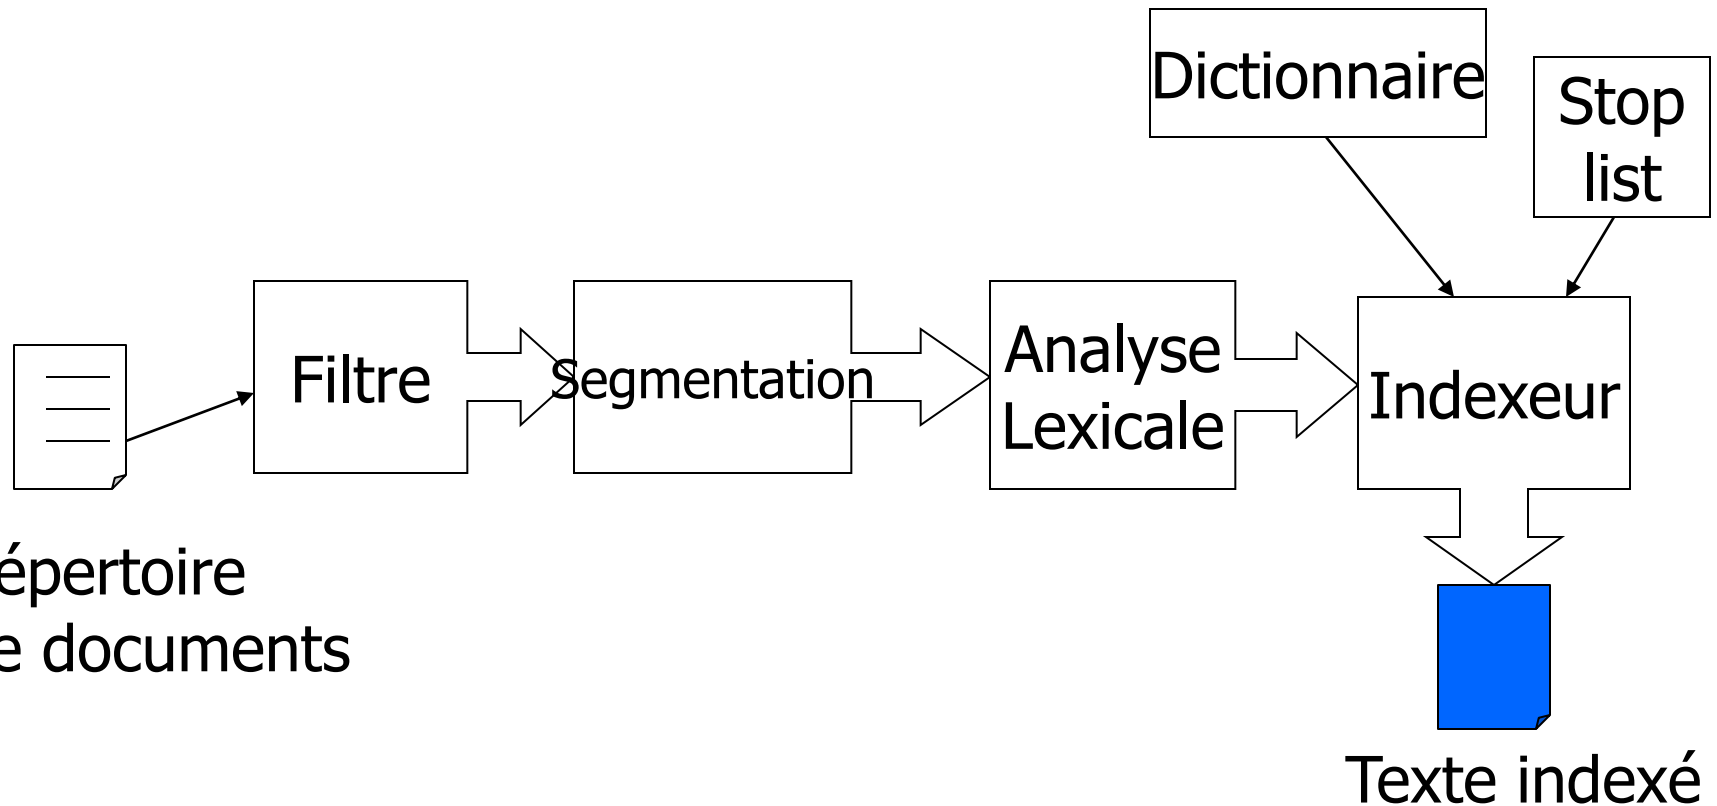 Dictionnaire
Stop
list
Filtre
Segmentation
Analyse
Lexicale
Indexeur
épertoire
e documents
Texte indexé